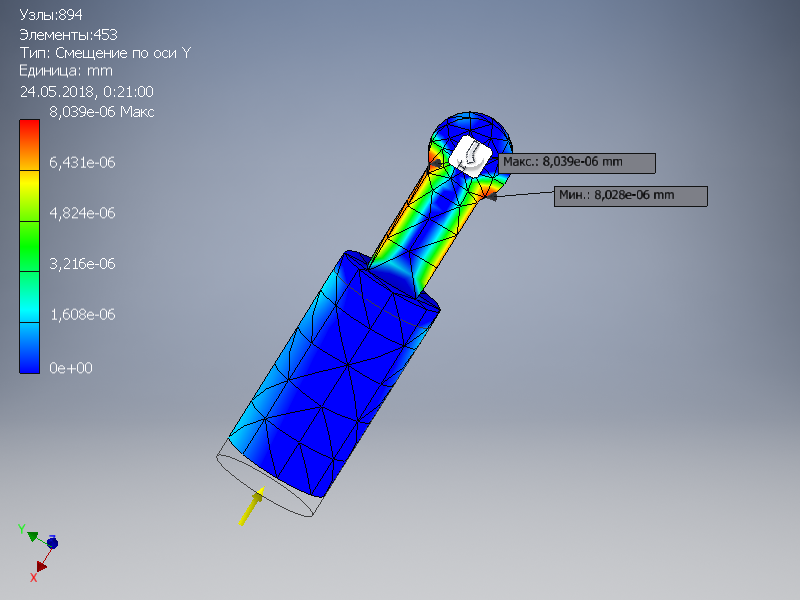 Узлы:894
Элементы:453
Тип: Смещение по оси Y
Единица: mm
24.05.2018, 0:21:00
8,039e-06 Макс
6,431e-06
4,824e-06
3,216e-06
1,608e-06
0e+00
Макс.: 8,039e-06 mm
Мин.: 8,028e-06 mm
Y
Z
X